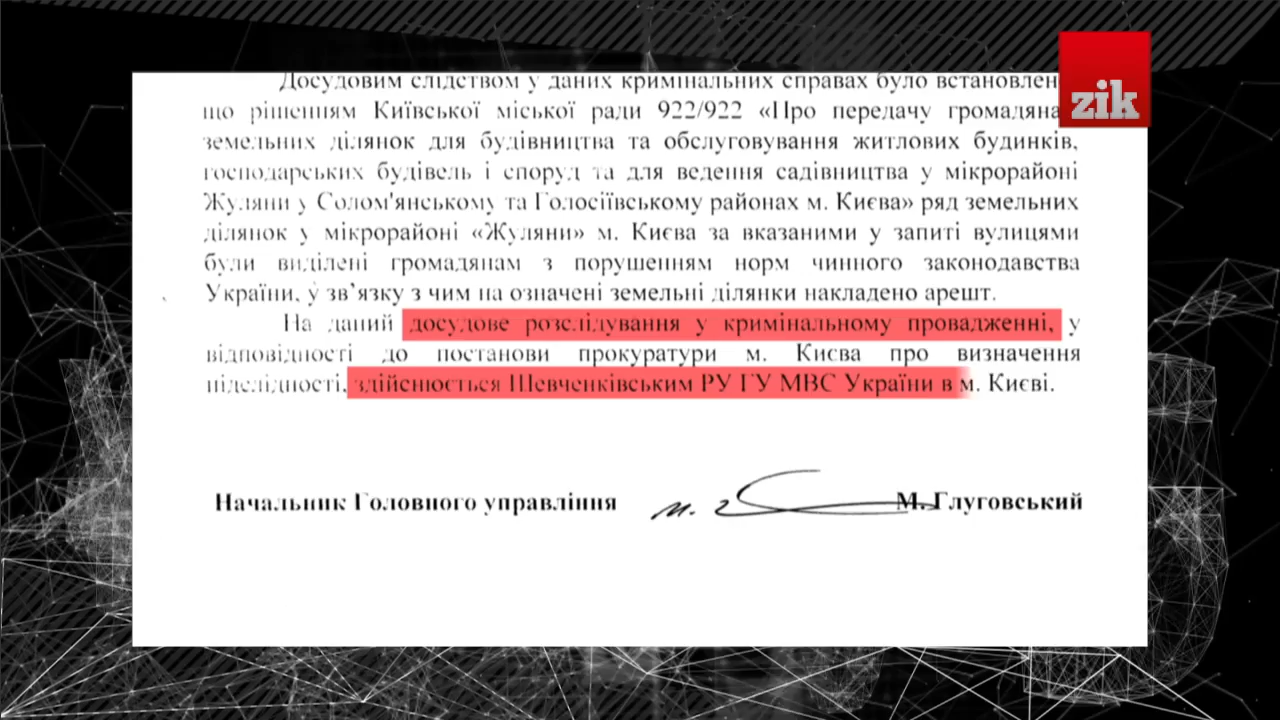 zik
Досудовим слідством у даних кримінальних справах було встановлен
що рішенням Київської міської ради 922/922 «Про передачу громадяна
земельних ділянок для будівництва та обслуговування житлових будинків,
господарських будівель і споруд та для ведення садівництва у мікрорайоні
Жуляни у Солом'янському та Голосіївському районах м. Києва» ряд земельних
ділянок у мікрорайоні «Жуляни» м. Києва за вказаними у запиті вулицями
були виділені громадянам з порушенням норм чинного законодавства
України, у зв’язку з чим на означені земельні ділянки накладено арешт.
На даний досудове розслідування у кримінальному провадженні, у
відповідності до постанови прокуратури м. Києва про визначення
підслідності, здійснюється Шевченківським РУ ГУ МВС України в м. Києві.
Начальник Головного управління М. Глуговський